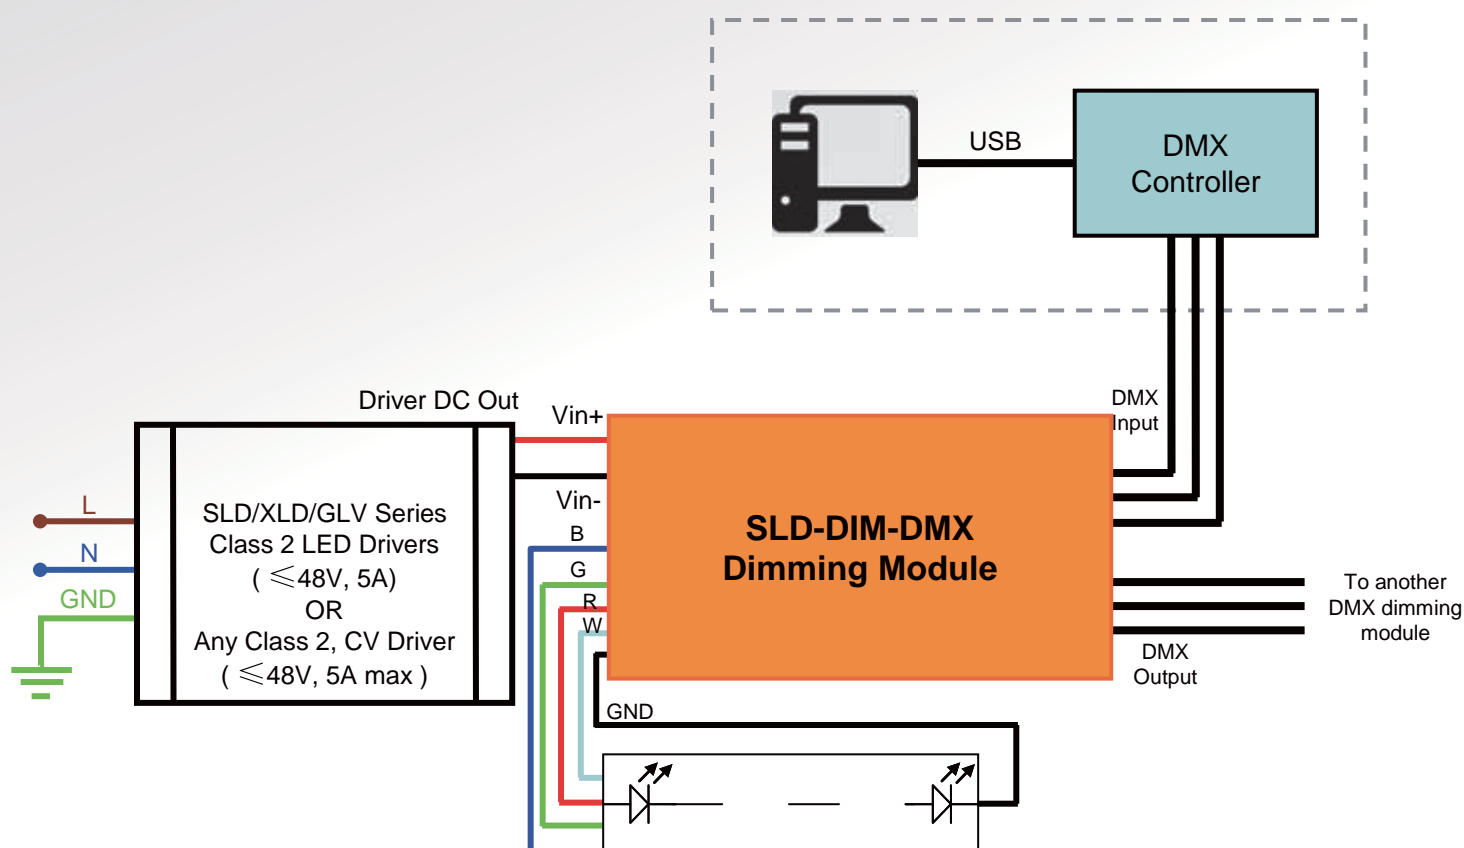 USB
DMX
Controller
Driver DC Out
Vin+
DMX
Input
L
N
GND
SLD/XLD/GLV Series
Class 2 LED Drivers
( ⩽48V, 5A)
OR
Any Class 2, CV Driver
( ⩽48V, 5A max )
Vin-
B
G
R
W
SLD-DIM-DMX
Dimming Module
To another
DMX dimming
module
DMX
Output
GND